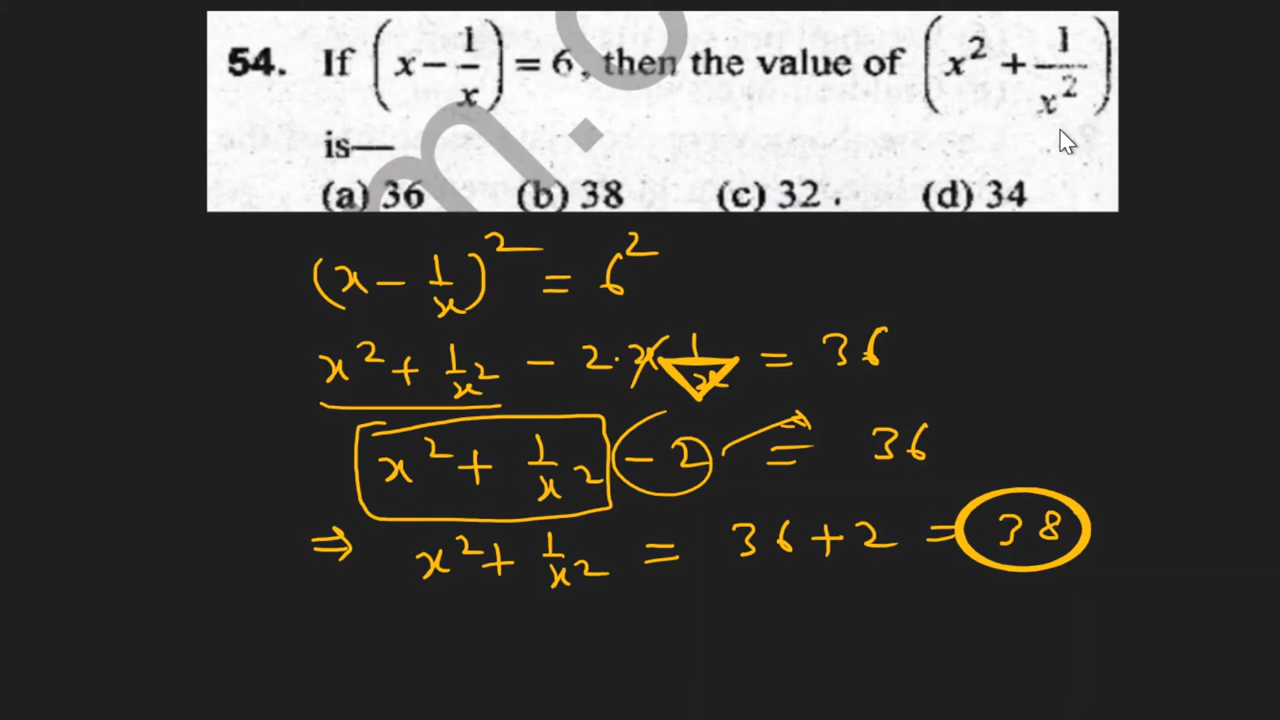 54. If (x − 1/x) = 6, then the value of (x² + 1/x²)
is—
(a) 36 (b) 38 (c) 32 . (d) 34
(x − 1/x)² = 6²
x² + 1/x² − 2·x 1/x = 36
x² + 1/x² − 2 = 36
⇒ x² + 1/x² = 36 + 2 = 38